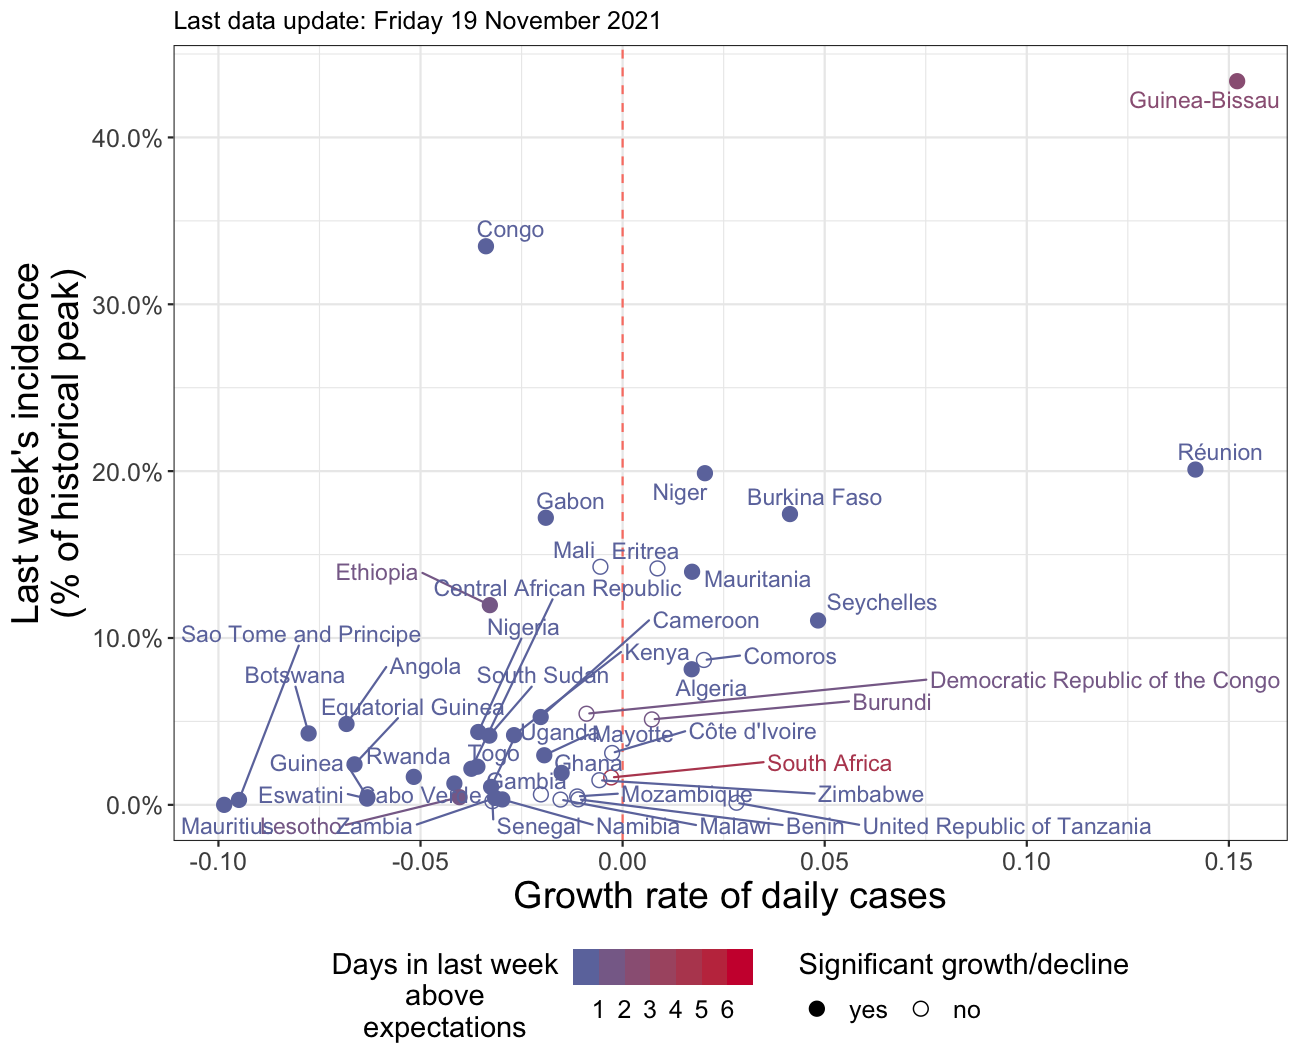 Last data update: Friday 19 November 2021
Last week's incidence
(% of historical peak)
40.0%
30.0%
20.0%
10.0%
0.0%
Guinea-Bissau
Congo
Réunion
Niger
Burkina Faso
Gabon
Mali
Eritrea
Ethiopia
Mauritania
Central African Republic
Seychelles
Cameroon
Nigeria
Sao Tome and Principe
Kenya
Comoros
Angola
Botswana
South Sudan
Algeria
Democratic Republic of the Congo
Burundi
Equatorial Guinea
Uganda
Mayotte
Côte d'Ivoire
Rwanda
Togo
Guinea
Ghana
South Africa
Gambia
Eswatini
Cabo Verde
Mozambique
Zimbabwe
Mauritius
Lesotho
Zambia
Senegal
Namibia
Malawi
Benin
United Republic of Tanzania
-0.10
-0.05
0.00
0.05
0.10
0.15
Growth rate of daily cases
Days in last week
above
expectations
1 2 3 4 5 6
Significant growth/decline
yes
no